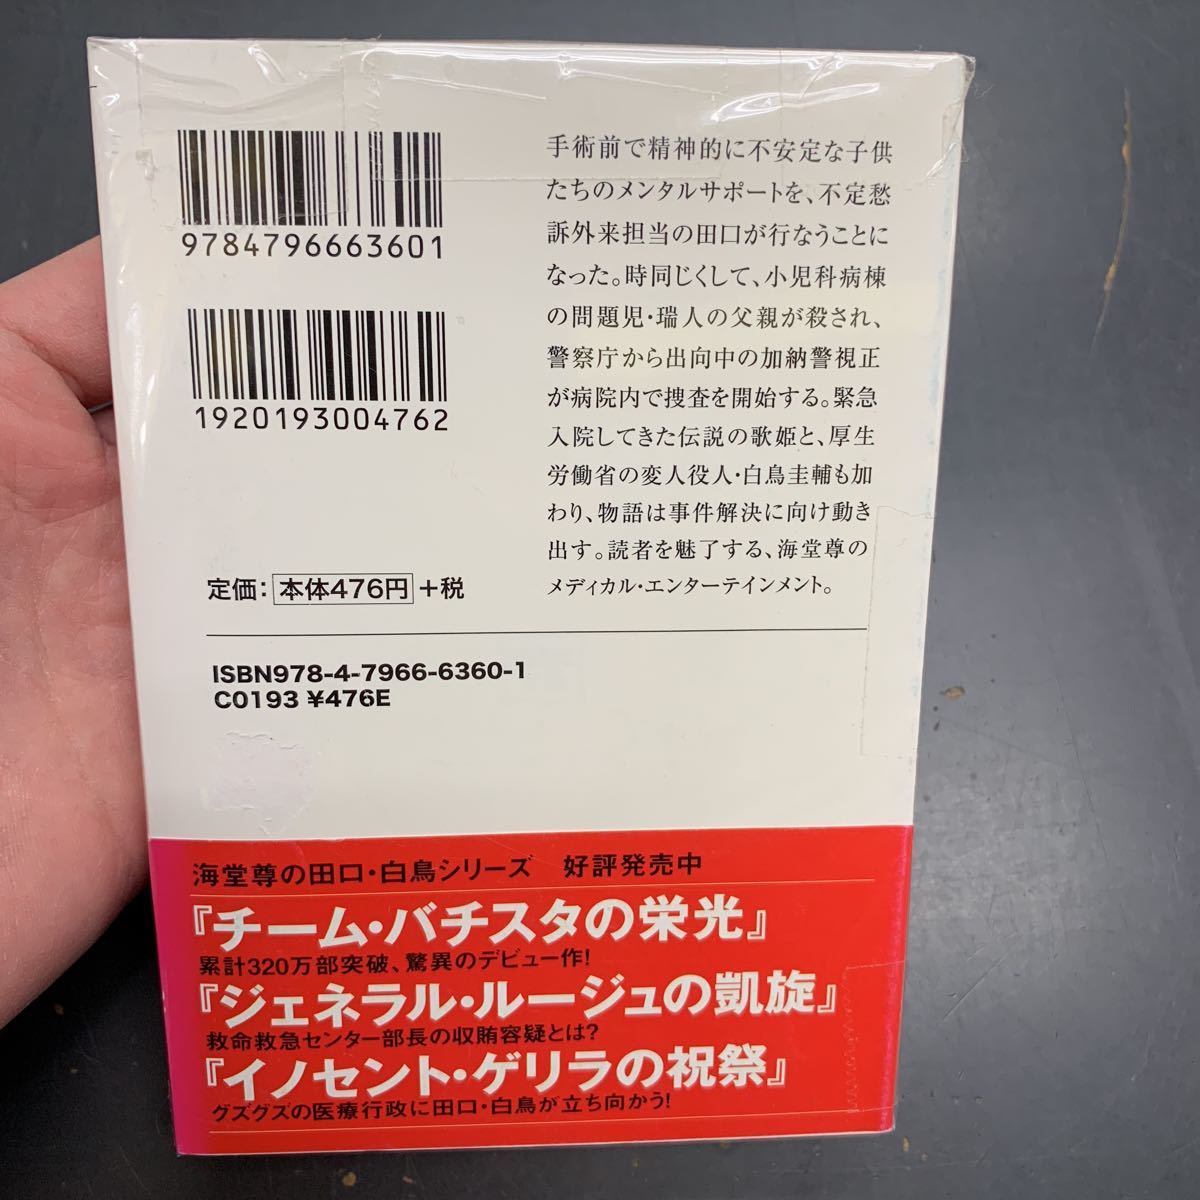 9784796663601
1920193004762
定価：本体476円+税
手術前で精神的に不安定な子供
たちのメンタルサポートを、不定愁
訴外来担当の田口が行なうことに
なった。時同じくして、小児科病棟
の問題児・瑞人の父親が殺され、
警察庁から出向中の加納警視正
が病院内で捜査を開始する。緊急
入院してきた伝説の歌姫と、厚生
労働省の変人役人・白鳥圭輔も加
わり、物語は事件解決に向け動き
出す。読者を魅了する、海堂尊の
メディカル・エンターテインメント。
ISBN978-4-7966-6360-1
C0193 ¥476E
海堂尊の田口・白鳥シリーズ 好評発売中
『チーム・バチスタの栄光』
累計320万部突破、驚異のデビュー作!
『ジェネラル・ルージュの凱旋』
救命救急センター部長の収賄容疑とは?
『イノセント・ゲリラの祝祭』
グズグズの医療行政に田口・白鳥が立ち向かう!